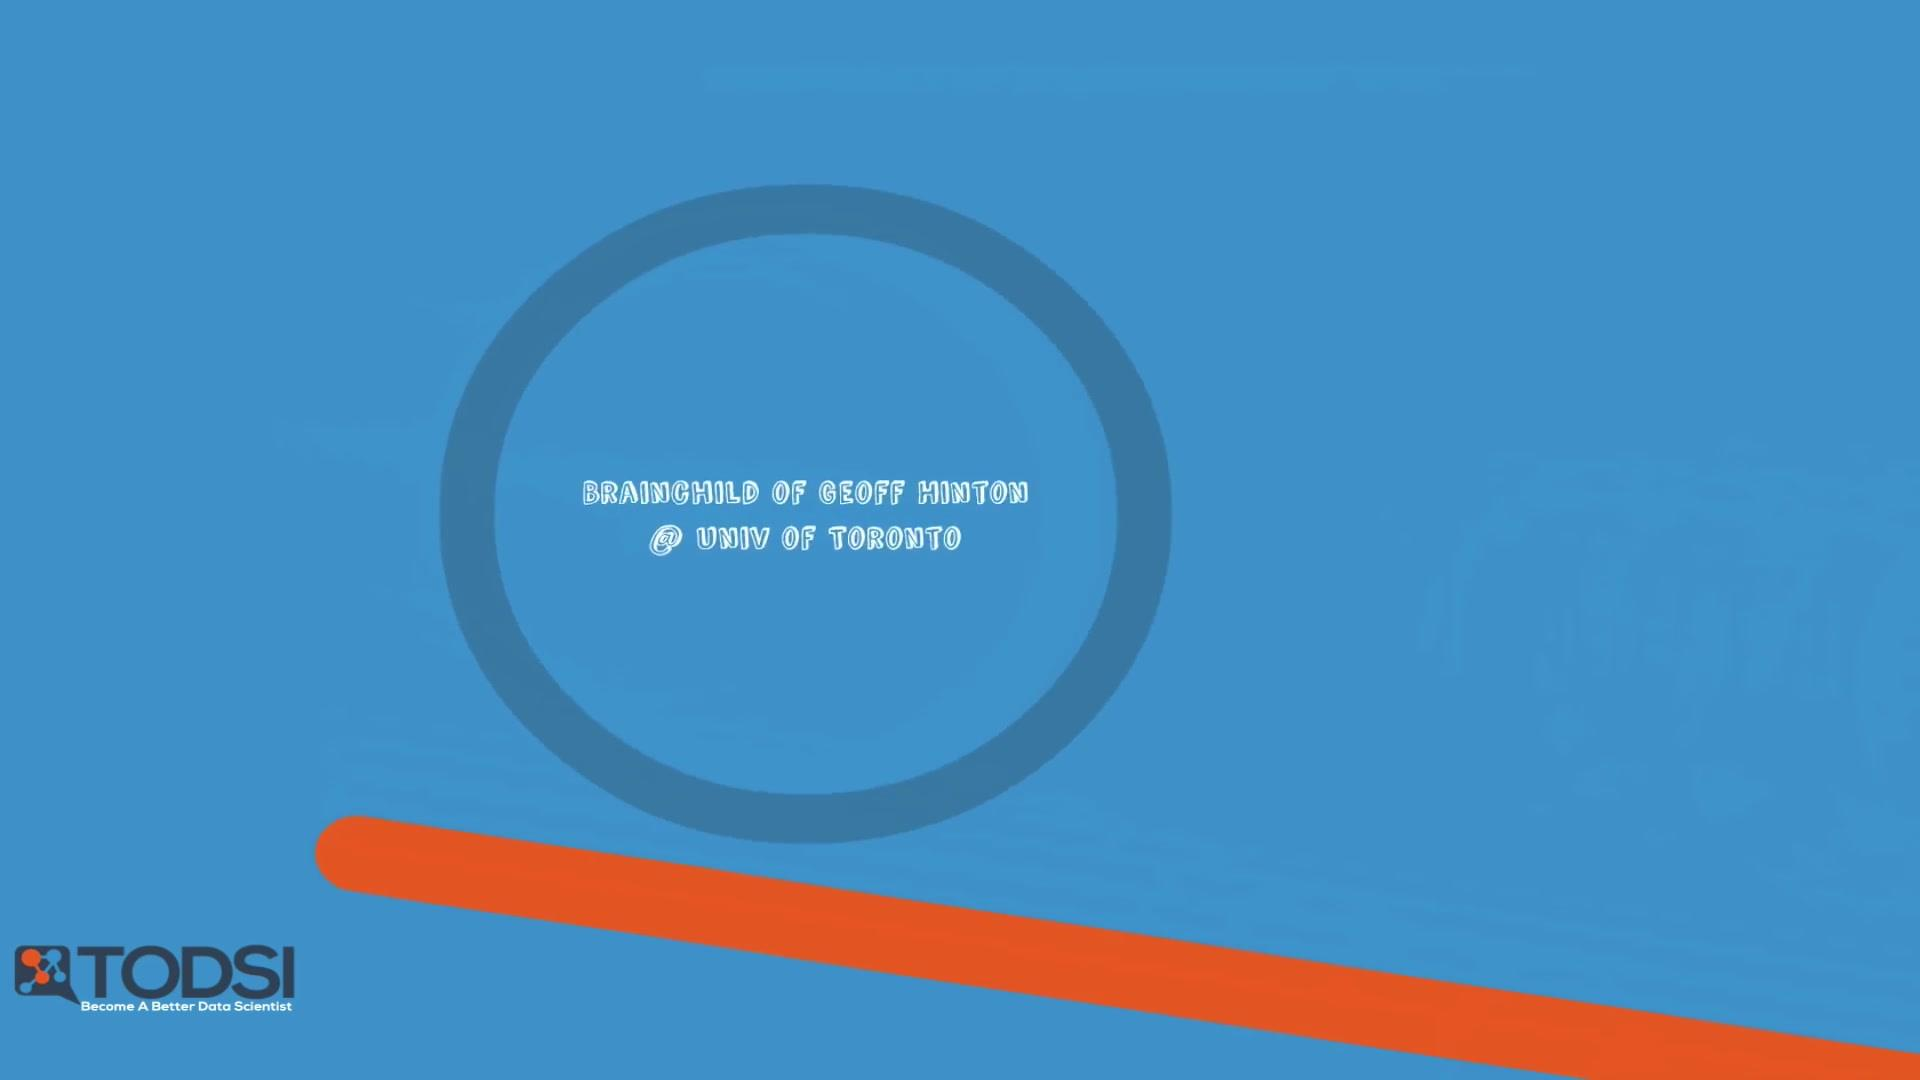 BRAINCHILD OF GEOFF HINTON
@ UNIV OF TORONTO
TODSI
Become A Better Data Scientist